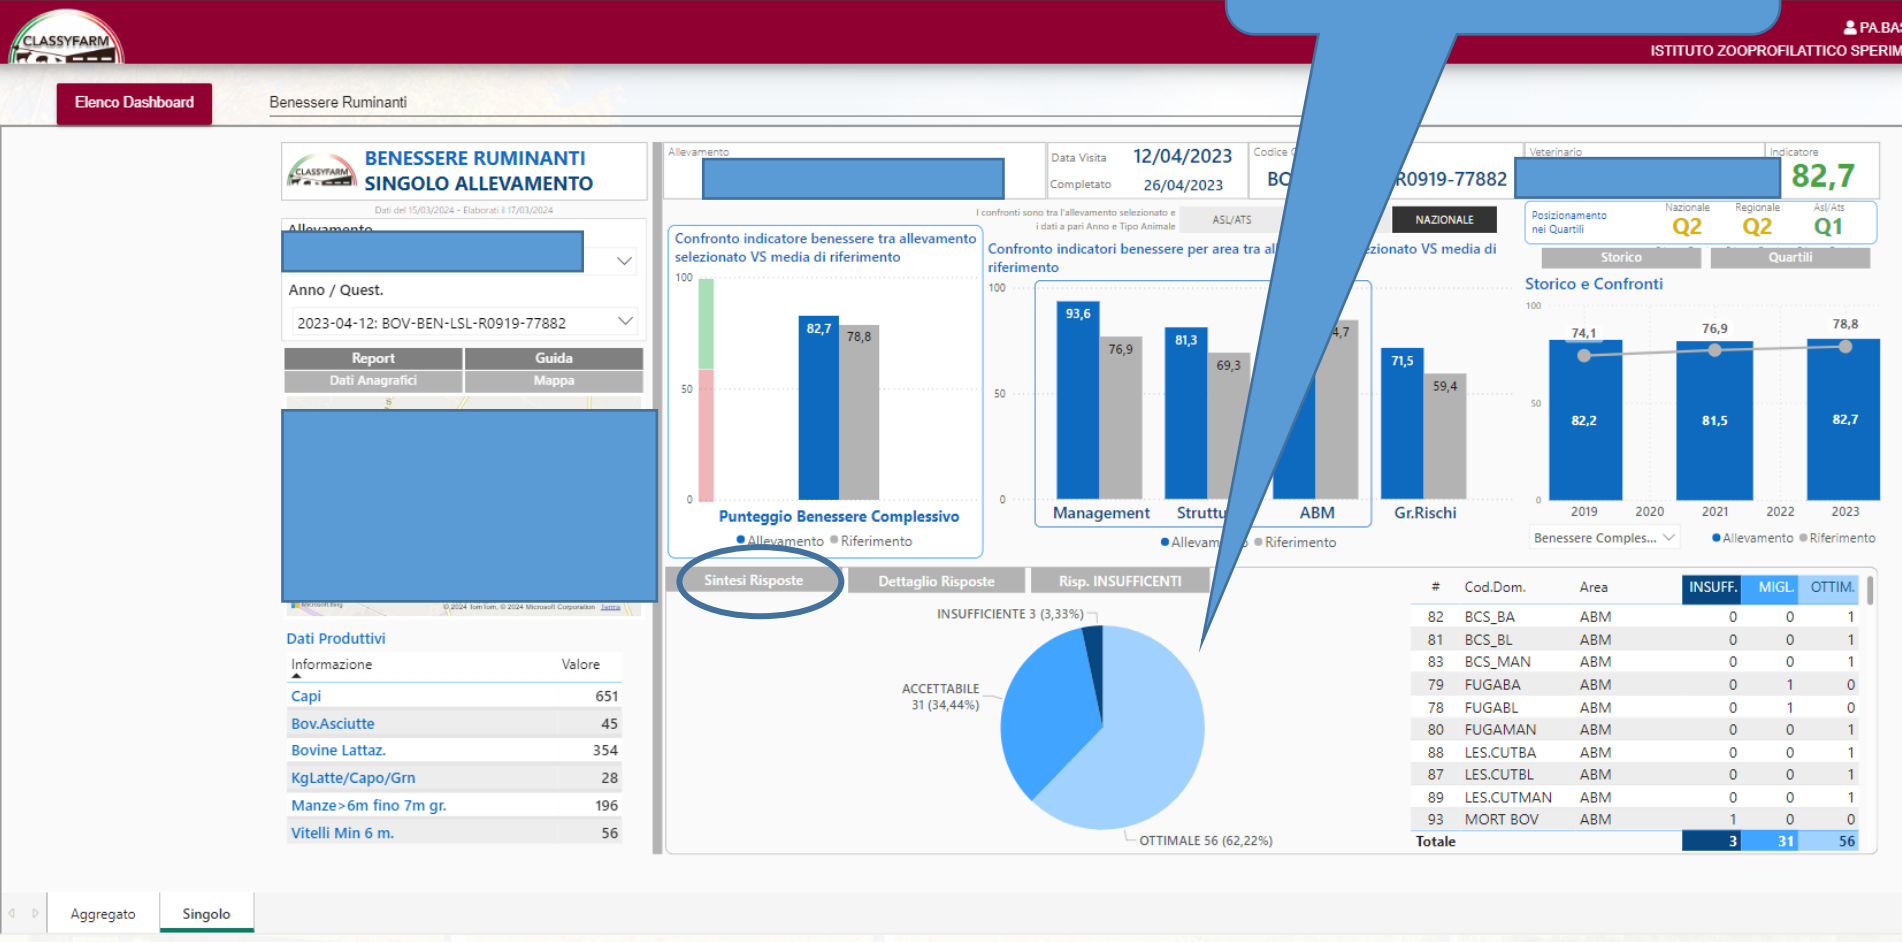 CLASSYFARM
PA.BAS
ISTITUTO ZOOPROFILATTICO SPERIM
Elenco Dashboard
Benessere Ruminanti
CLASSYFARM
BENESSERE RUMINANTI
SINGOLO ALLEVAMENTO
Dati del 15/03/2024 - Elaborati il 17/03/2024
Allevamento
Anno / Quest.
2023-04-12: BOV-BEN-LSL-R0919-77882
Report Guida
Dati Anagrafici Mappa
Microsoft Bing
© 2024 TomTom, © 2024 Microsoft Corporation Terms
Dati Produttivi
Informazione Valore
Capi 651
Bov.Asciutte 45
Bovine Lattaz. 354
KgLatte/Capo/Grn 28
Manze>6m fino 7m gr. 196
Vitelli Min 6 m. 56
Allevamento
Data Visita 12/04/2023
Completato 26/04/2023
Codice
BO R0919-77882
Veterinario
Indicatore
82,7
I confronti sono tra l'allevamento selezionato e
i dati a pari Anno e Tipo Animale
ASL/ATS
NAZIONALE
Posizionamento
nei Quartili
Nazionale Regionale Asl/Ats
Q2 Q2 Q1
Storico Quartili
Confronto indicatore benessere tra allevamento
selezionato VS media di riferimento
100
50
0
82,7
78,8
Punteggio Benessere Complessivo
Allevamento Riferimento
Confronto indicatori benessere per area tra al ezionato VS media di
riferimento
100
50
0
93,6
76,9
81,3
69,3
4,7
71,5
59,4
Management Struttu ABM Gr.Rischi
Allevam Riferimento
Storico e Confronti
100
50
0
74,1 76,9 78,8
82,2 81,5 82,7
2019 2020 2021 2022 2023
Benessere Comples...
Allevamento Riferimento
Sintesi Risposte Dettaglio Risposte Risp. INSUFFICENTI
INSUFFICIENTE 3 (3,33%)
ACCETTABILE
31 (34,44%)
OTTIMALE 56 (62,22%)
# Cod.Dom. Area INSUFF. MIGL. OTTIM.
82 BCS_BA ABM 0 0 1
81 BCS_BL ABM 0 0 1
83 BCS_MAN ABM 0 0 1
79 FUGABA ABM 0 1 0
78 FUGABL ABM 0 1 0
80 FUGAMAN ABM 0 0 1
88 LES.CUTBA ABM 0 0 1
87 LES.CUTBL ABM 0 0 1
89 LES.CUTMAN ABM 0 0 1
93 MORT BOV ABM 1 0 0
Totale 3 31 56
Aggregato Singolo